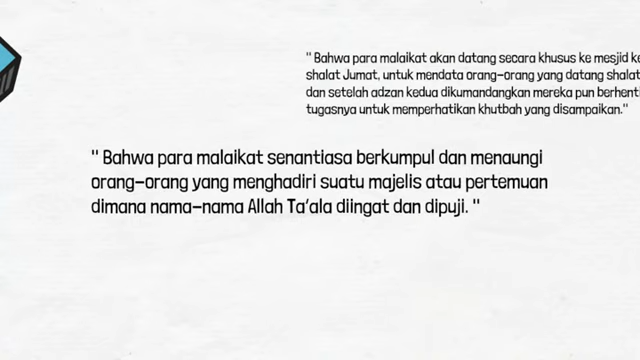 " Bahwa para malaikat akan datang secara khusus ke mesjid
shalat Jumat, untuk mendata orang-orang yang datang shalat
dan setelah adzan kedua dikumandangkan mereka pun
tugasnya untuk memperhatikan khutbah yang disampaikan."
" Bahwa para malaikat senantiasa berkumpul dan menaungi
orang-orang yang menghadiri suatu majelis atau pertemuan
dimana nama-nama Allah Ta'ala diingat dan dipuji. "